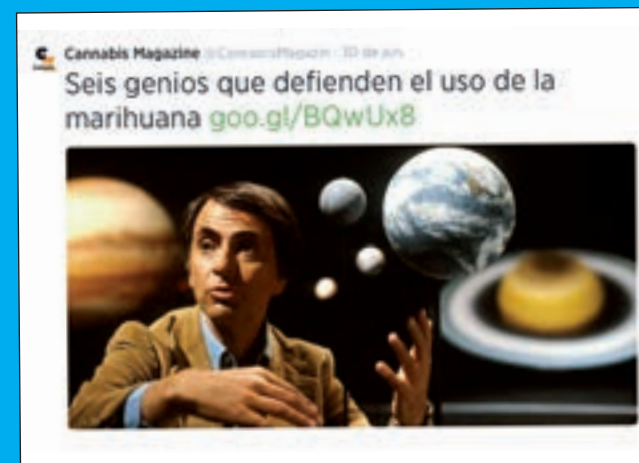 Cannabis Magazine
Seis genios que defienden el uso de la
marihuana goo.gl/BQwUx8